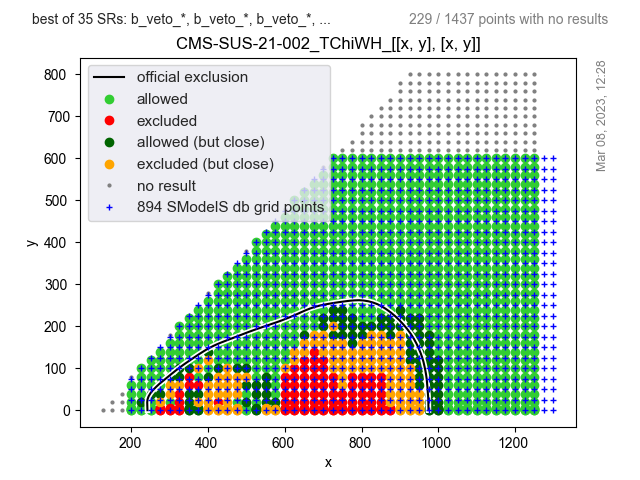 best of 35 SRs: b_veto_*, b_veto_*, b_veto_*, ...
229 / 1437 points with no results
CMS-SUS-21-002_TChiWH_[[x, y], [x, y]]
official exclusion
allowed
excluded
allowed (but close)
excluded (but close)
no result
894 SModelS db grid points
Mar 08, 2023, 12:28
y
800
700
600
500
400
300
200
100
0
200
400
600
800
1000
1200
x